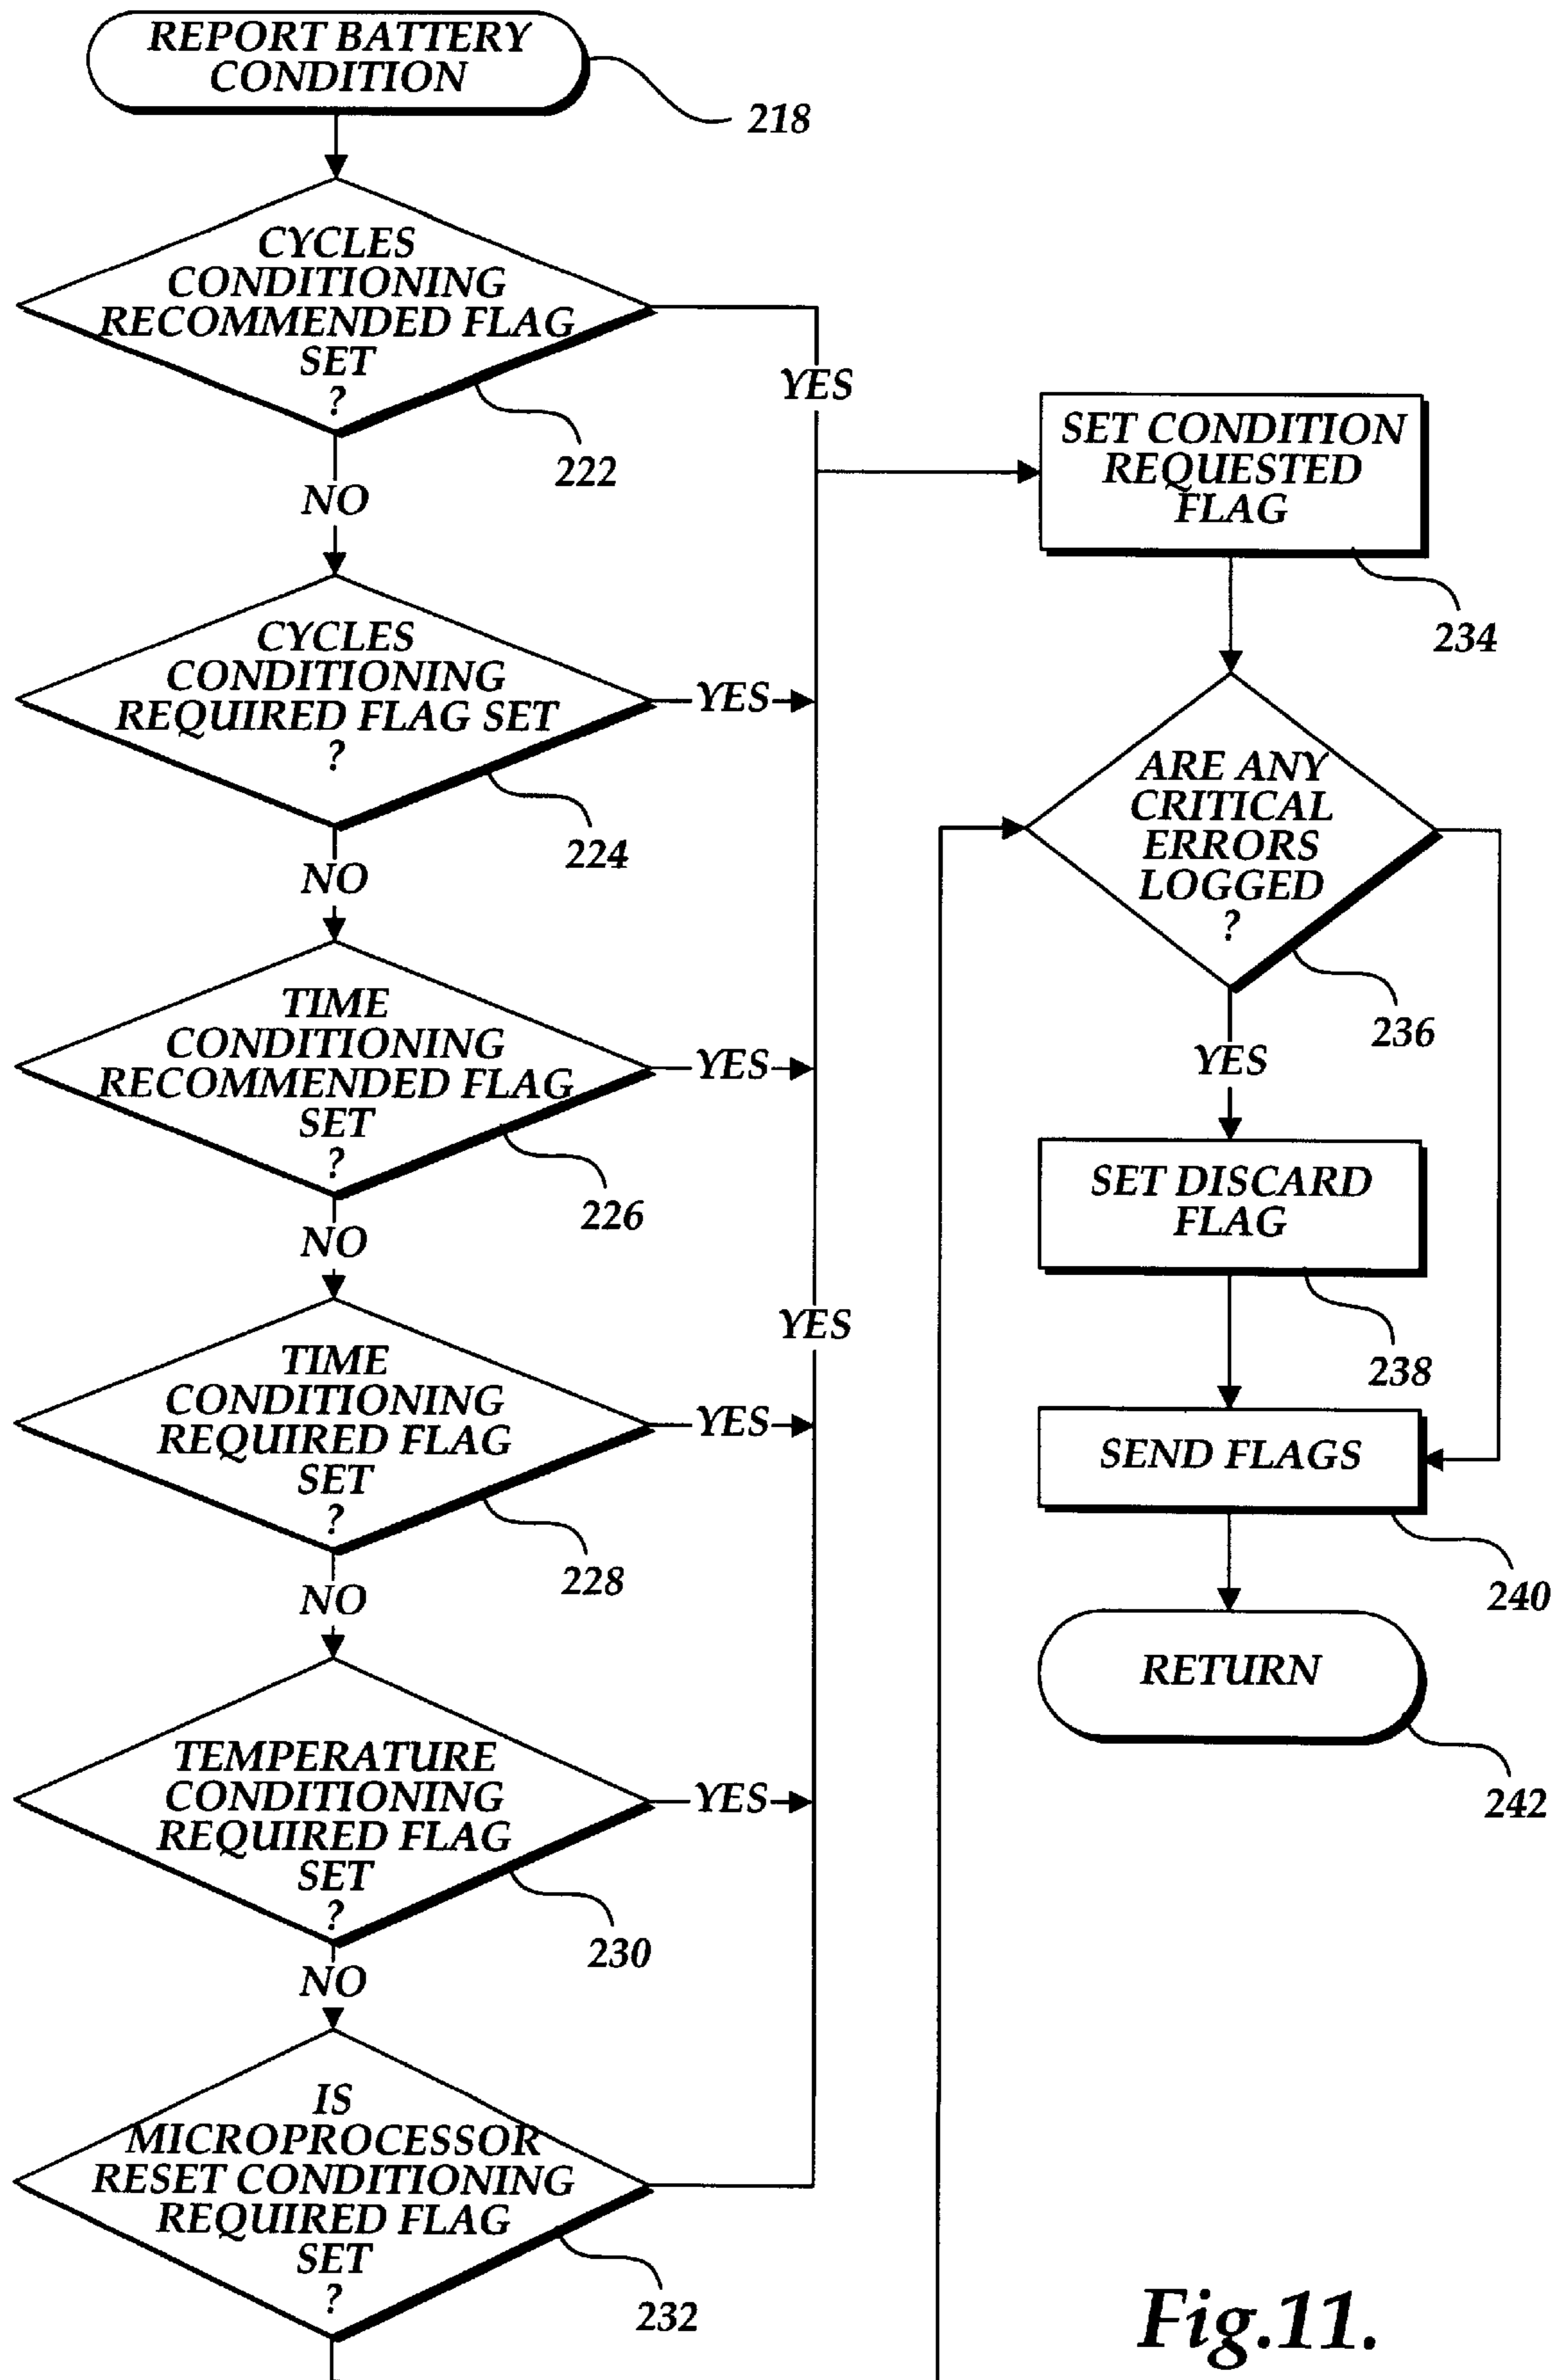 REPORT BATTERY
CONDITION
218
CYCLES
CONDITIONING
RECOMMENDED FLAG
SET
?
222
YES
NO
CYCLES
CONDITIONING
REQUIRED FLAG SET
?
YES
224
NO
TIME
CONDITIONING
RECOMMENDED FLAG
SET
?
YES
226
NO
YES
TIME
CONDITIONING
REQUIRED FLAG
SET
?
YES
228
NO
TEMPERATURE
CONDITIONING
REQUIRED FLAG
SET
?
YES
230
NO
IS
MICROPROCESSOR
RESET CONDITIONING
REQUIRED FLAG
SET
?
232
SET CONDITION
REQUESTED
FLAG
234
ARE ANY
CRITICAL
ERRORS
LOGGED
?
236
YES
SET DISCARD
FLAG
238
SEND FLAGS
240
RETURN
242
Fig.11.